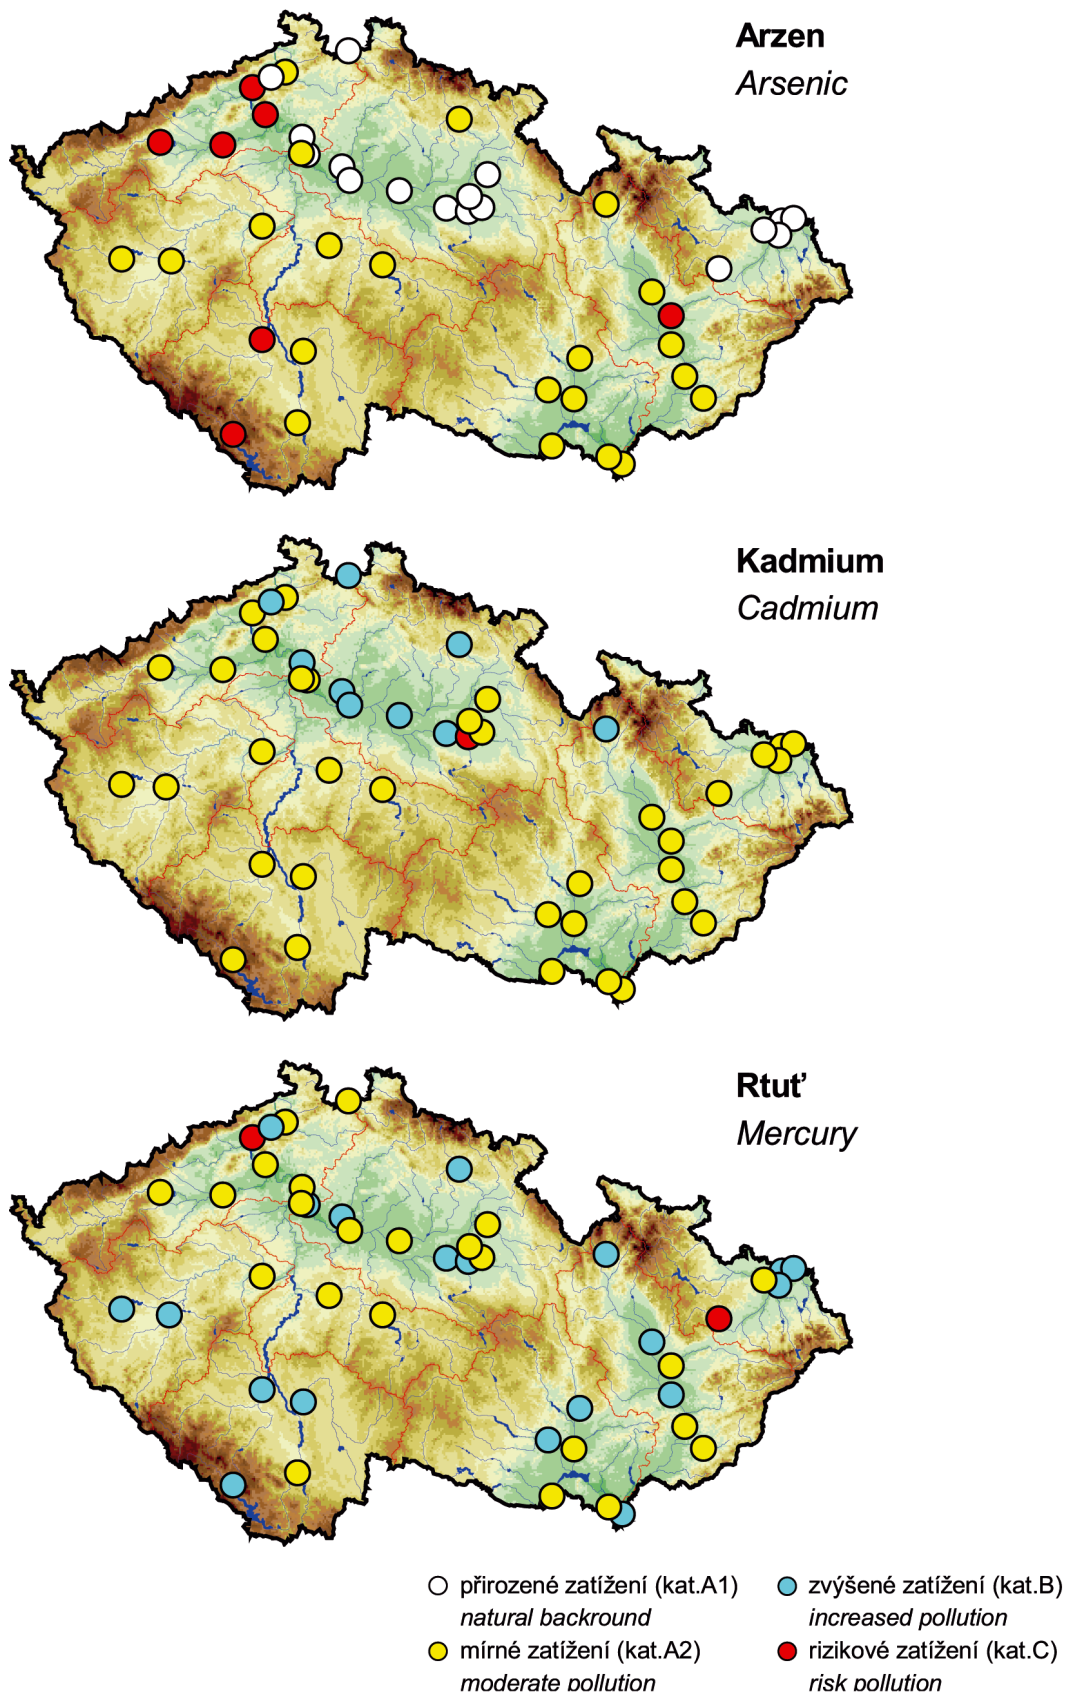 Arzen
Arsenic
Kadmium
Cadmium
Rtuť
Mercury
přirozené zatížení (kat.A1)
natural backround
mírné zatížení (kat.A2)
moderate pollution
zvýšené zatížení (kat.B)
increased pollution
rizikové zatížení (kat.C)
risk pollution